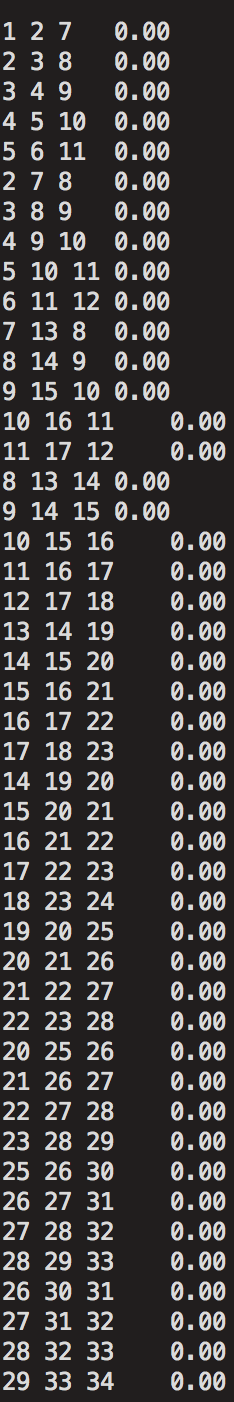 1 2 7	0.00
2 3 8	0.00
3 4 9	0.00
4 5 10	0.00
5 6 11	0.00
2 7 8	0.00
3 8 9	0.00
4 9 10	0.00
5 10 11	0.00
6 11 12	0.00
7 13 8	0.00
8 14 9	0.00
9 15 10	0.00
10 16 11	0.00
11 17 12	0.00
8 13 14	0.00
9 14 15	0.00
10 15 16	0.00
11 16 17	0.00
12 17 18	0.00
13 14 19	0.00
14 15 20	0.00
15 16 21	0.00
16 17 22	0.00
17 18 23	0.00
14 19 20	0.00
15 20 21	0.00
16 21 22	0.00
17 22 23	0.00
18 23 24	0.00
19 20 25	0.00
20 21 26	0.00
21 22 27	0.00
22 23 28	0.00
20 25 26	0.00
21 26 27	0.00
22 27 28	0.00
23 28 29	0.00
25 26 30	0.00
26 27 31	0.00
27 28 32	0.00
28 29 33	0.00
26 30 31	0.00
27 31 32	0.00
28 32 33	0.00
29 33 34	0.00